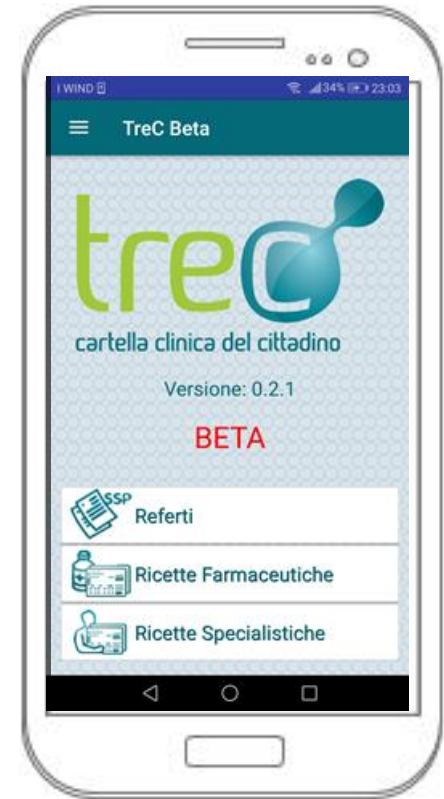 I WIND 34% 23:03
TreC Beta
trec
cartella clinica del cittadino
Versione: 0.2.1
BETA
SSP
Referti
Ricette Farmaceutiche
Ricette Specialistiche